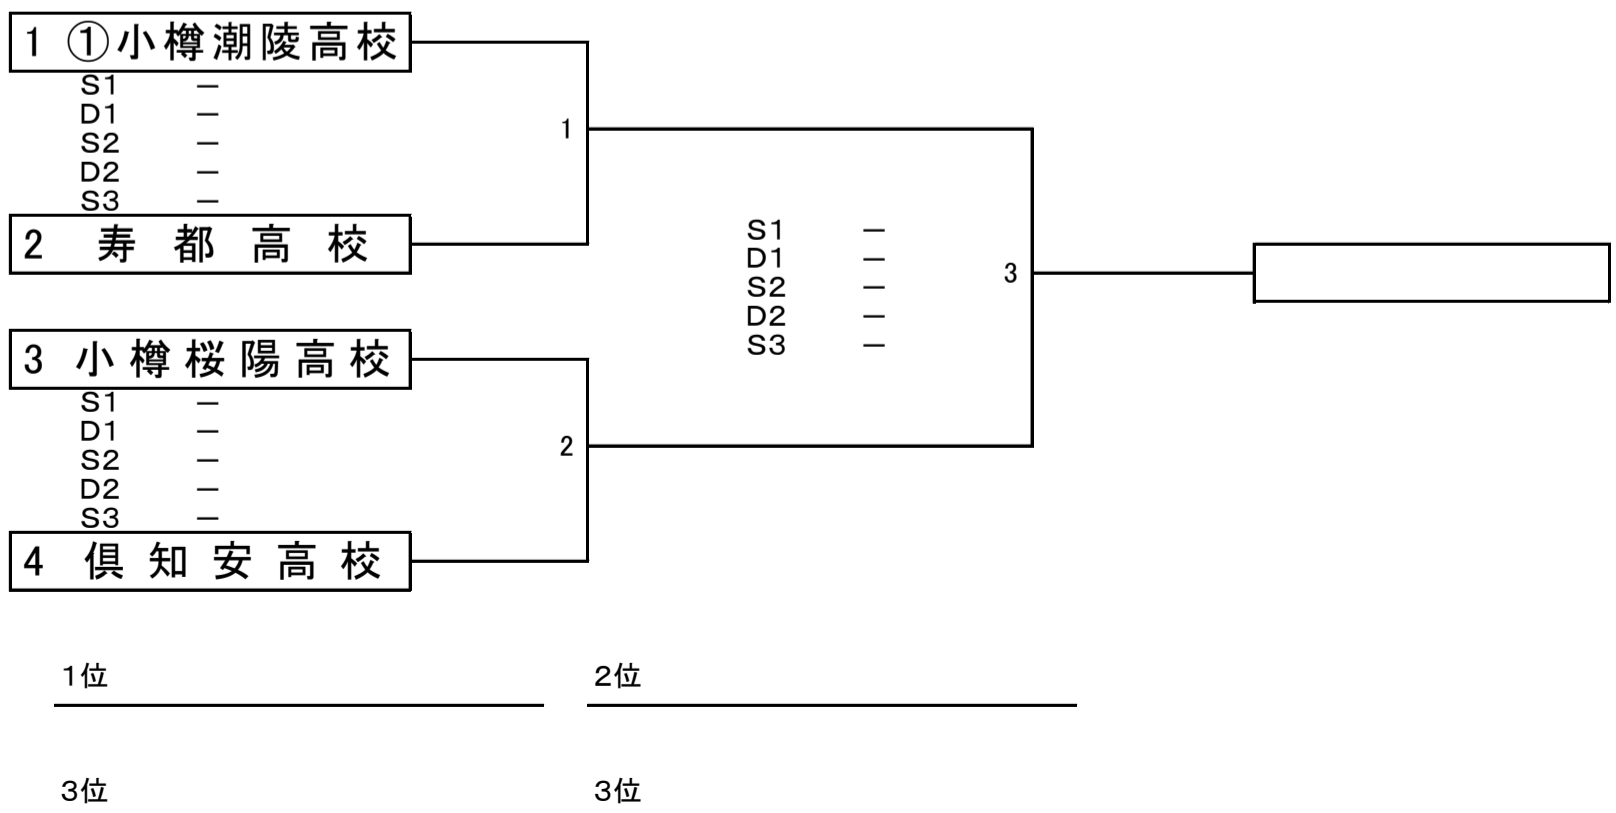 1 ①小樽潮陵高校
S1 －
D1 －
S2 －
D2 －
S3 －
2 寿都高校
1
S1 －
D1 －
S2 －
D2 －
S3 －
3
3 小樽桜陽高校
S1 －
D1 －
S2 －
D2 －
S3 －
4 倶知安高校
2
1位
2位
3位
3位